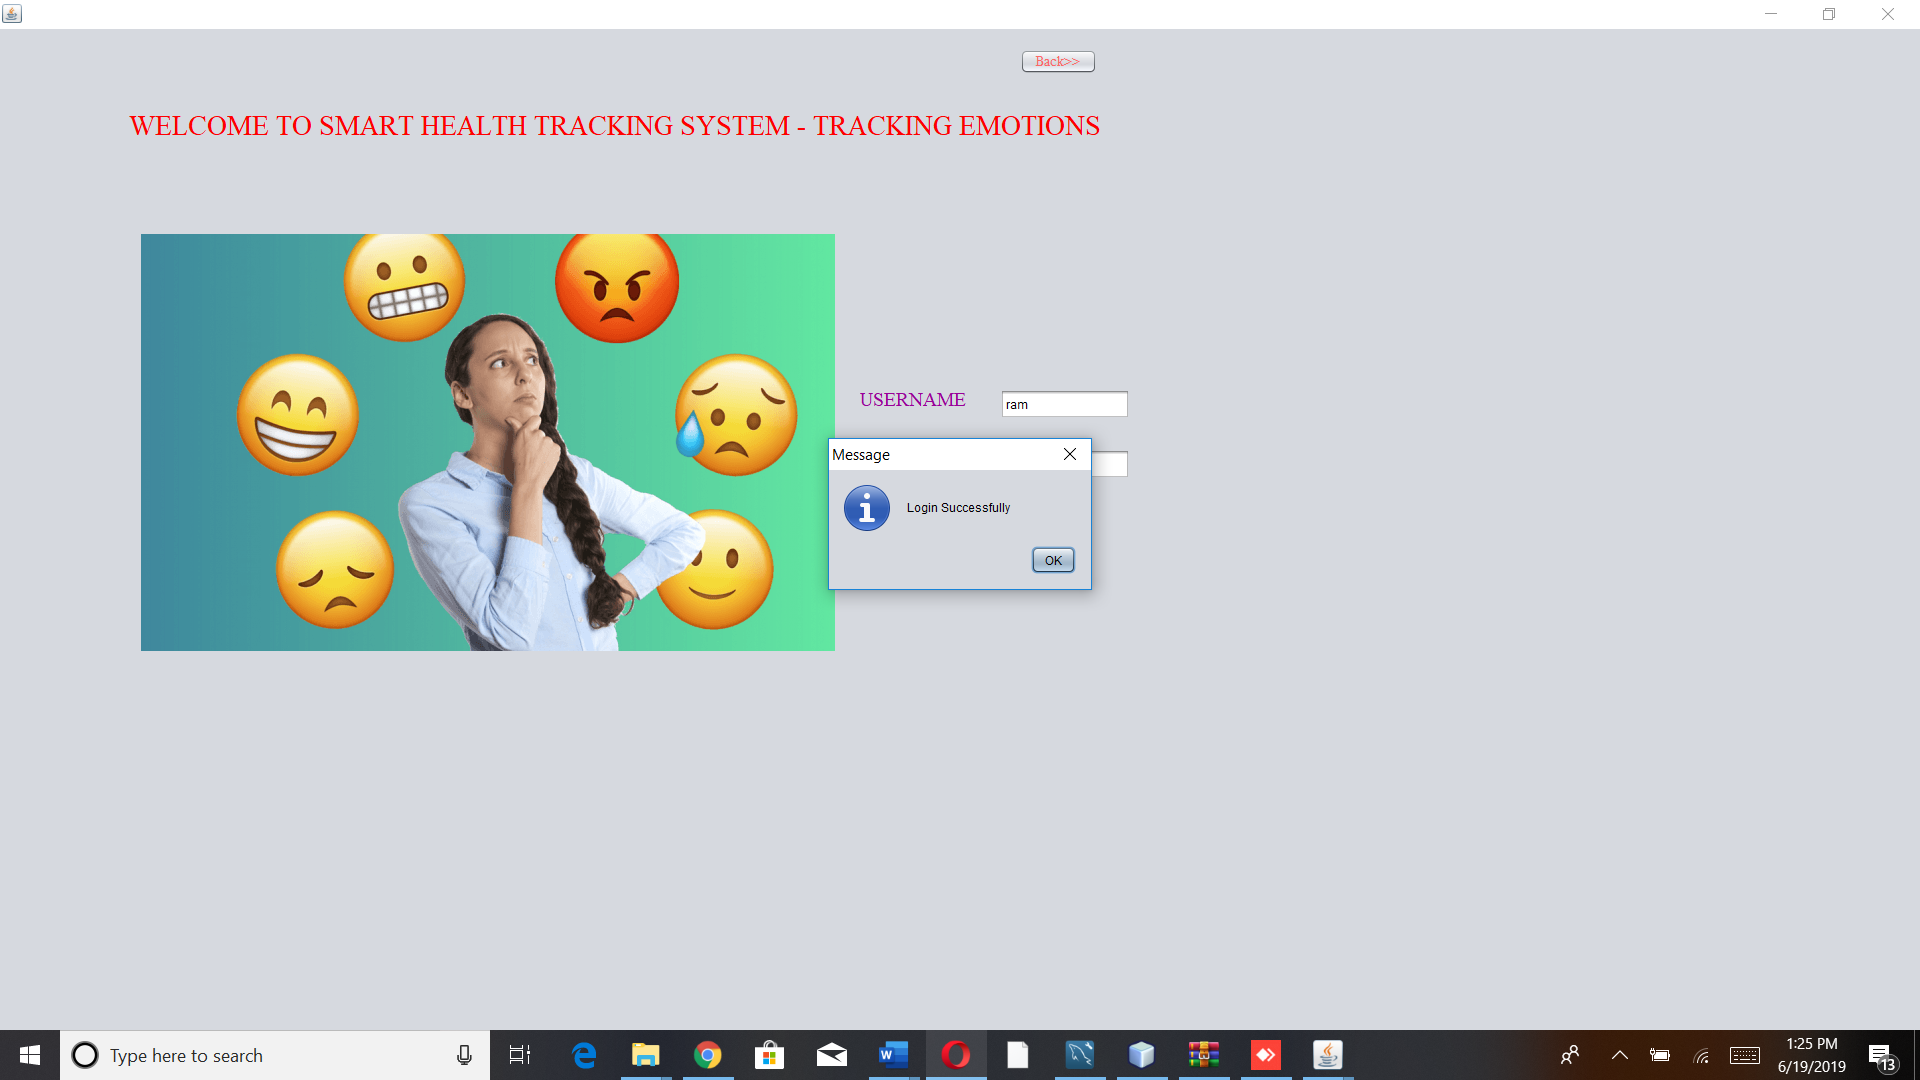 Back>>
WELCOME TO SMART HEALTH TRACKING SYSTEM - TRACKING EMOTIONS
USERNAME
ram
Message
Login Successfully
OK
Type here to search
1:25 PM
6/19/2019
13